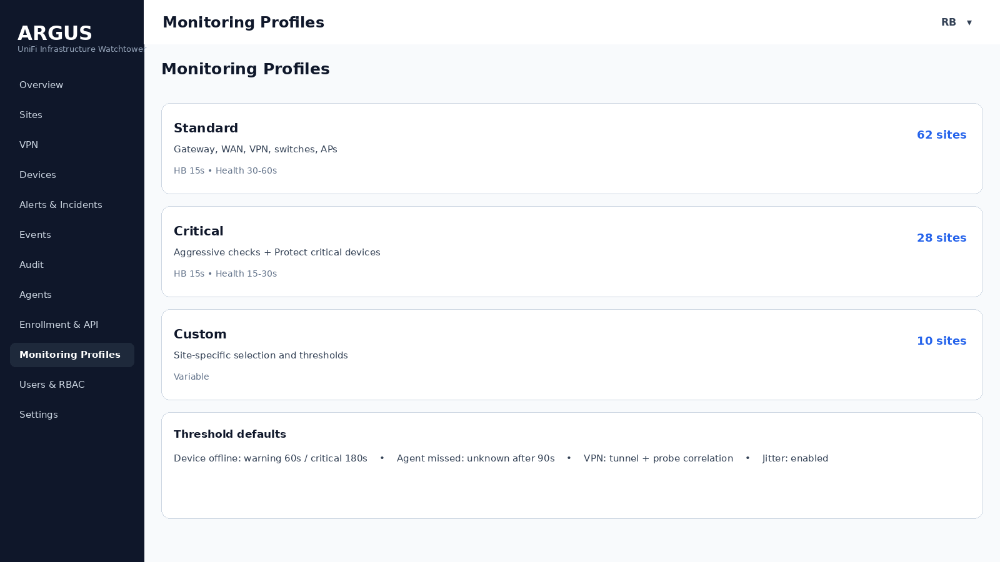 ARGUS
UniFi Infrastructure Watchtower
Overview
Sites
VPN
Devices
Alerts & Incidents
Events
Audit
Agents
Enrollment & API
Monitoring Profiles
Users & RBAC
Settings
Monitoring Profiles
RB ▼
Monitoring Profiles
Standard
62 sites
Gateway, WAN, VPN, switches, APs
HB 15s • Health 30-60s
Critical
28 sites
Aggressive checks + Protect critical devices
HB 15s • Health 15-30s
Custom
10 sites
Site-specific selection and thresholds
Variable
Threshold defaults
Device offline: warning 60s / critical 180s • Agent missed: unknown after 90s • VPN: tunnel + probe correlation • Jitter: enabled